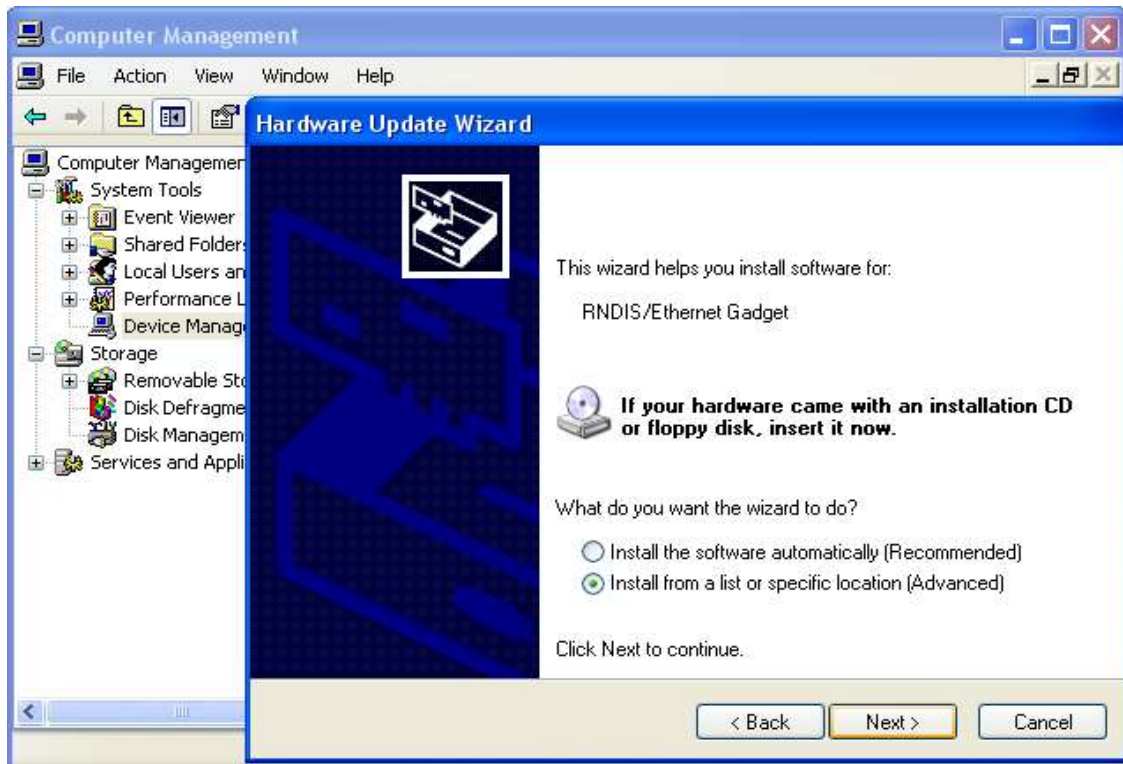 Computer Management
File Action View Window Help
Hardware Update Wizard
Computer Managemen
System Tools
Event Viewer
Shared Folders
Local Users an
Performance L
Device Manag
Storage
Removable Sto
Disk Defragme
Disk Managem
Services and Appli
This wizard helps you install software for:
RNDIS/Ethernet Gadget
If your hardware came with an installation CD
or floppy disk, insert it now.
What do you want the wizard to do?
Install the software automatically (Recommended)
Install from a list or specific location (Advanced)
Click Next to continue.
< Back Next > Cancel